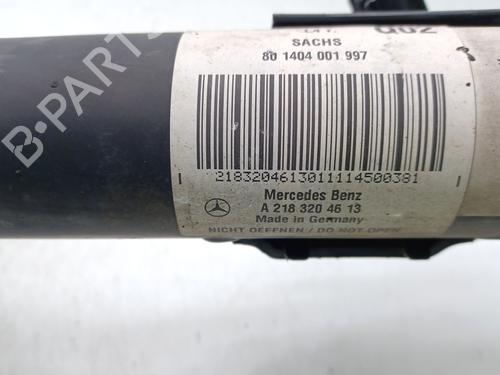 SACHS
80 1404 001 997
2183204613011114500381
Mercedes Benz
A 218 320 46 13
Made in Germany
NICHT OEFFNEN / DO NOT OPEN
B-PARTS